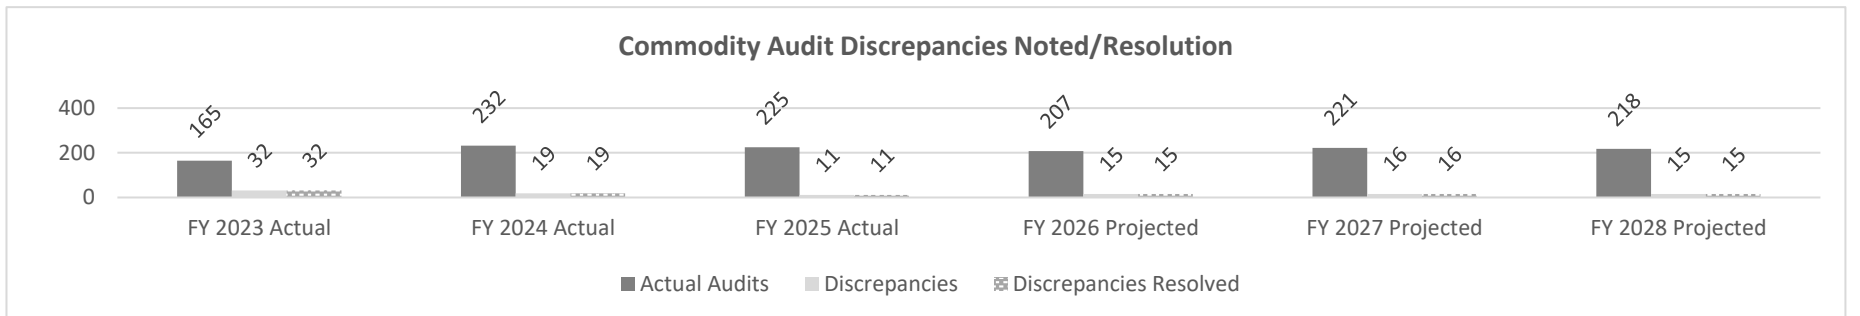 Commodity Audit Discrepancies Noted/Resolution
400
200
0
165
32
32
232
19
19
225
11
11
207
15
15
221
16
16
218
15
15
FY 2023 Actual
FY 2024 Actual
FY 2025 Actual
FY 2026 Projected
FY 2027 Projected
FY 2028 Projected
Actual Audits
Discrepancies
Discrepancies Resolved